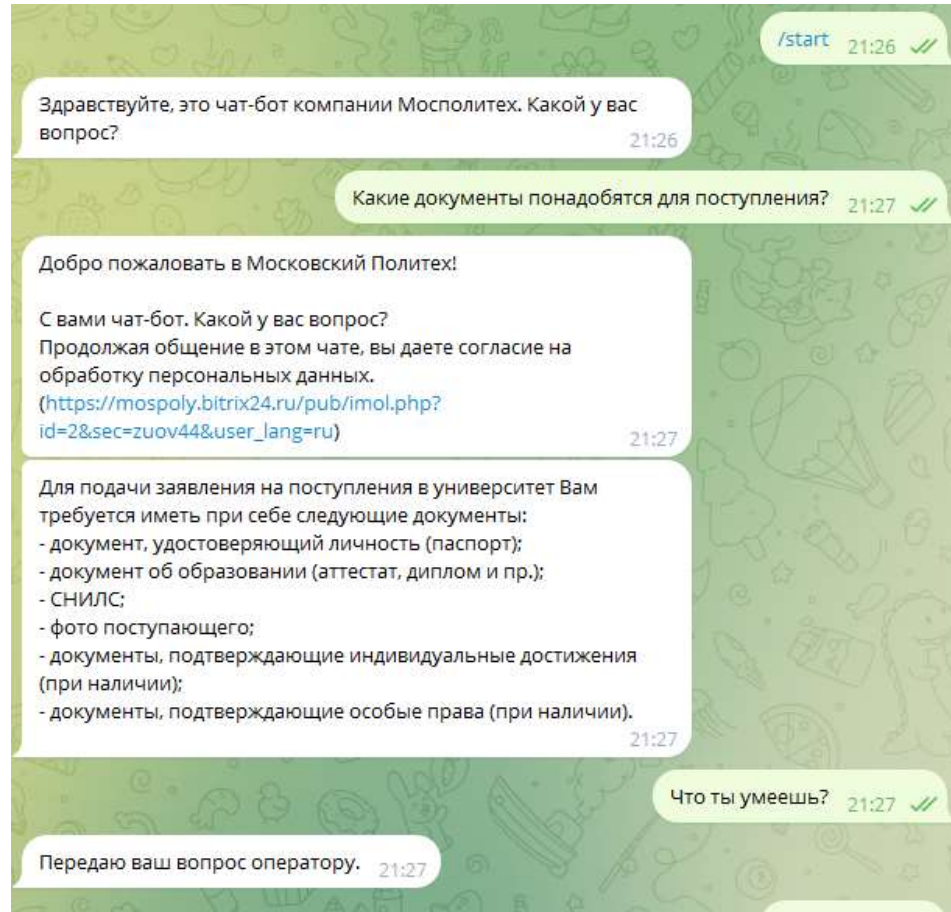 /start 21:26
Здравствуйте, это чат-бот компании Мосполитех. Какой у вас
вопрос?
21:26
Какие документы понадобятся для поступления? 21:27
Добро пожаловать в Московский Политех!
С вами чат-бот. Какой у вас вопрос?
Продолжая общение в этом чате, вы даете согласие на
обработку персональных данных.
(https://mospoly.bitrix24.ru/pub/imol.php?
id=2&sec=zuov44&user_lang=ru)
21:27
Для подачи заявления на поступления в университет Вам
требуется иметь при себе следующие документы:
- документ, удостоверяющий личность (паспорт);
- документ об образовании (аттестат, диплом и пр.);
- СНИЛС;
- фото поступающего;
- документы, подтверждающие индивидуальные достижения
(при наличии);
- документы, подтверждающие особые права (при наличии).
21:27
Что ты умеешь? 21:27
Передаю ваш вопрос оператору. 21:27